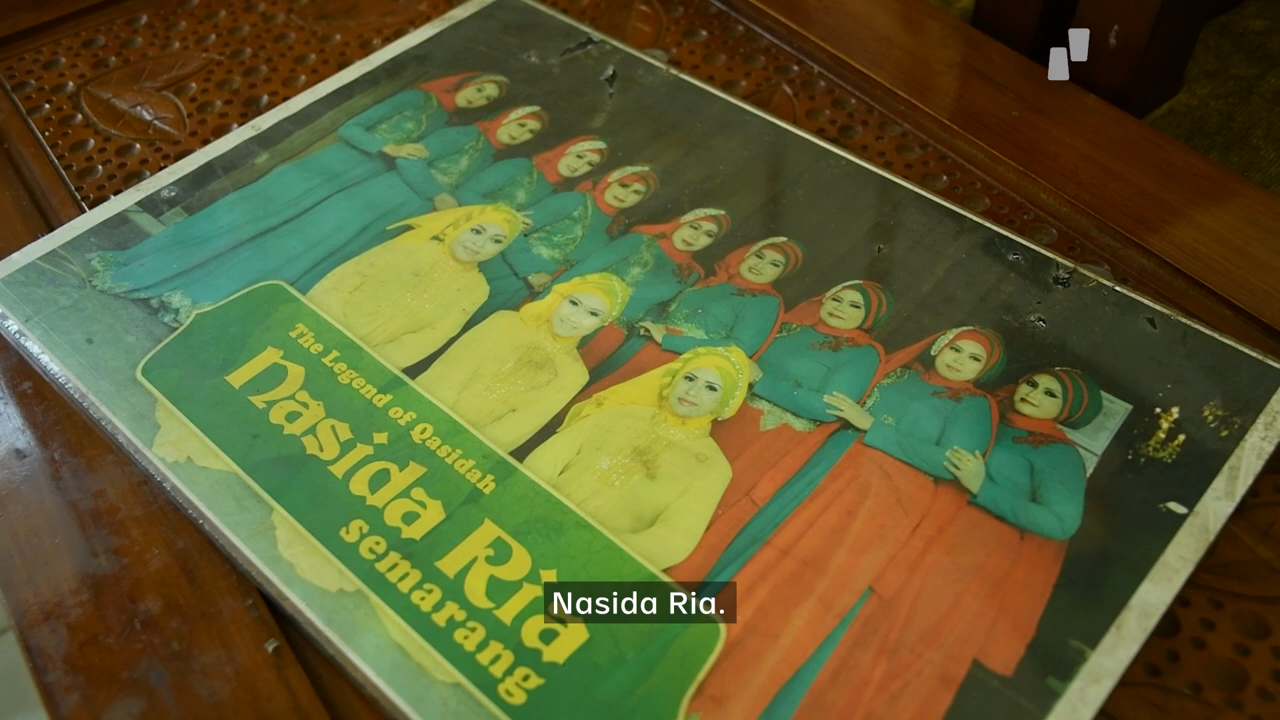 The Legend of Qasidah
Nasida Ria
semarang
Nasida Ria.